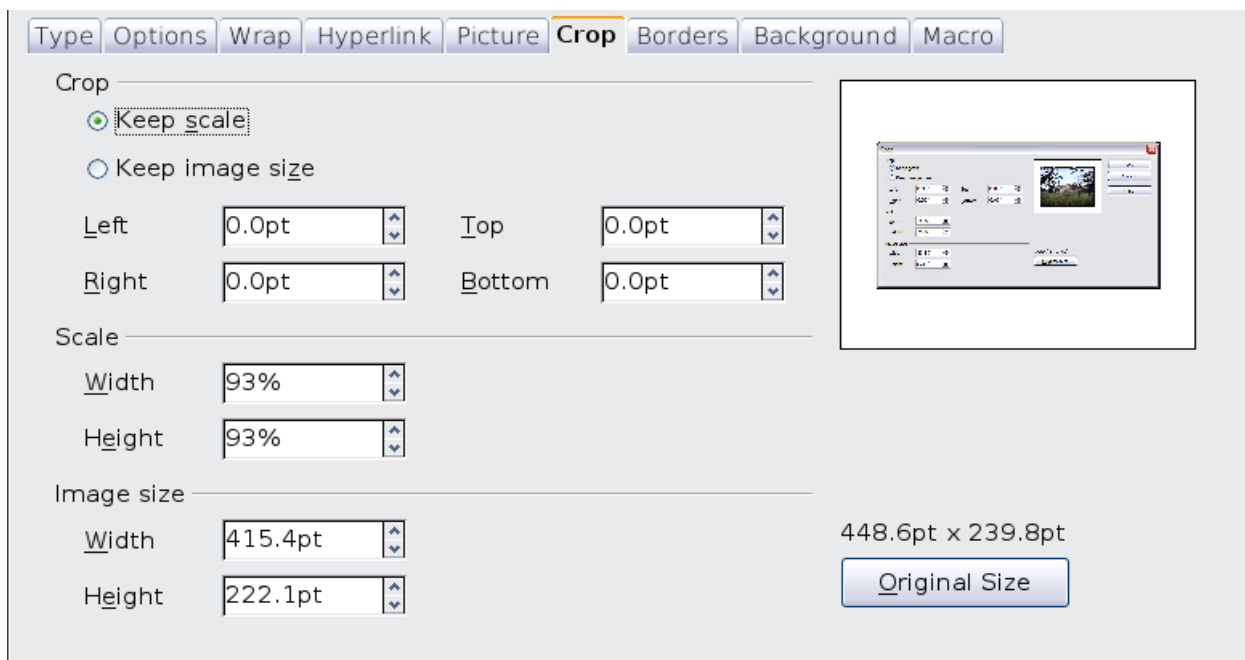 Type Options Wrap Hyperlink Picture Crop Borders Background Macro
Crop
Keep scale
Keep image size
Left 0.0pt Top 0.0pt
Right 0.0pt Bottom 0.0pt
Scale
Width 93%
Height 93%
Image size
Width 415.4pt 448.6pt x 239.8pt
Height 222.1pt Original Size